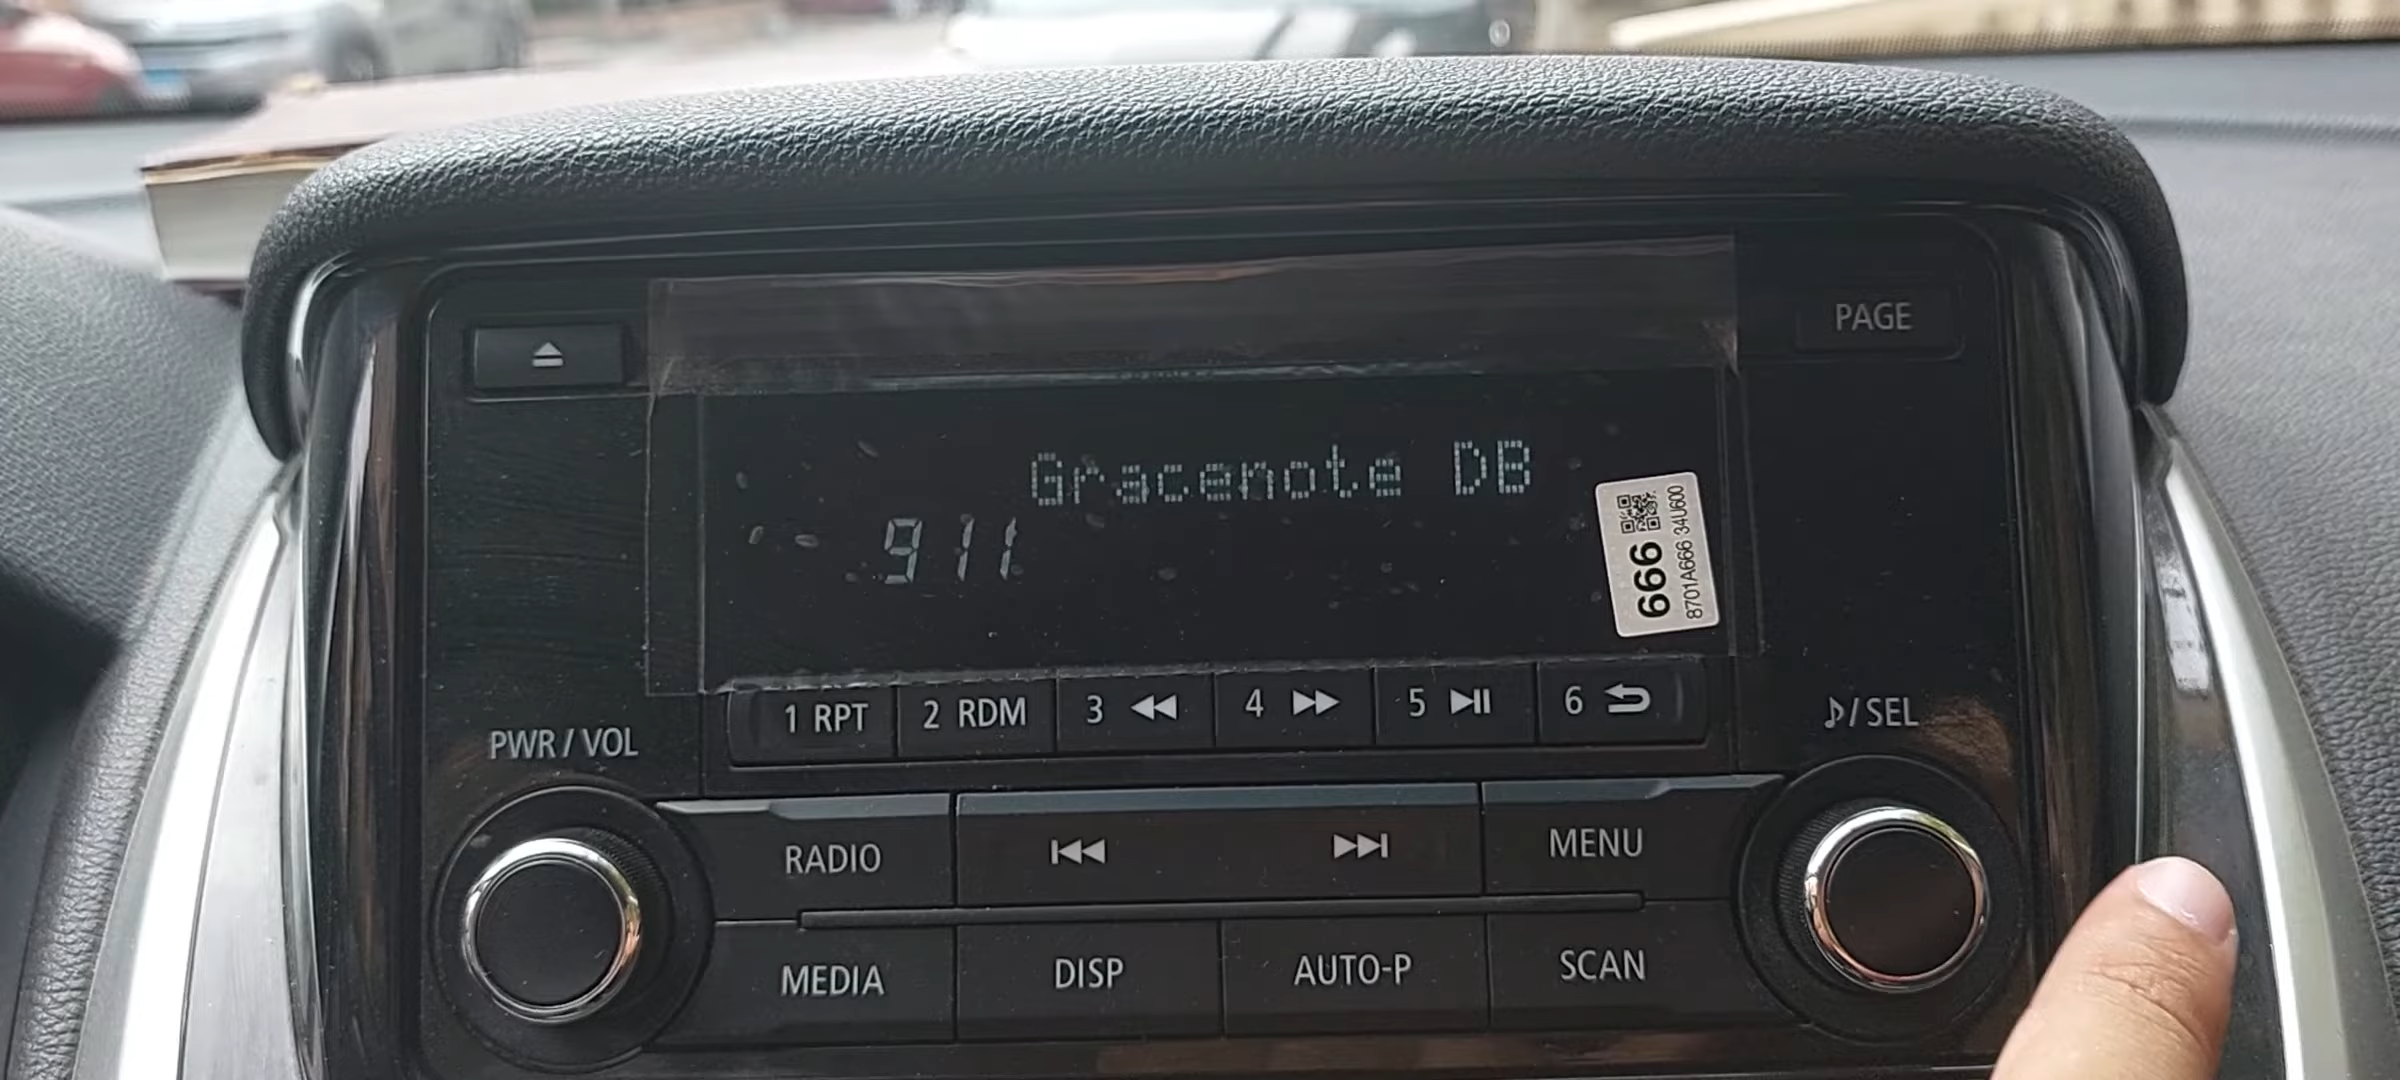 PAGE
Gracenote DB
911
666
8701A666 34U600
1 RPT
2 RDM
3
4
5
6
PWR / VOL
♪/ SEL
RADIO
MENU
MEDIA
DISP
AUTO-P
SCAN